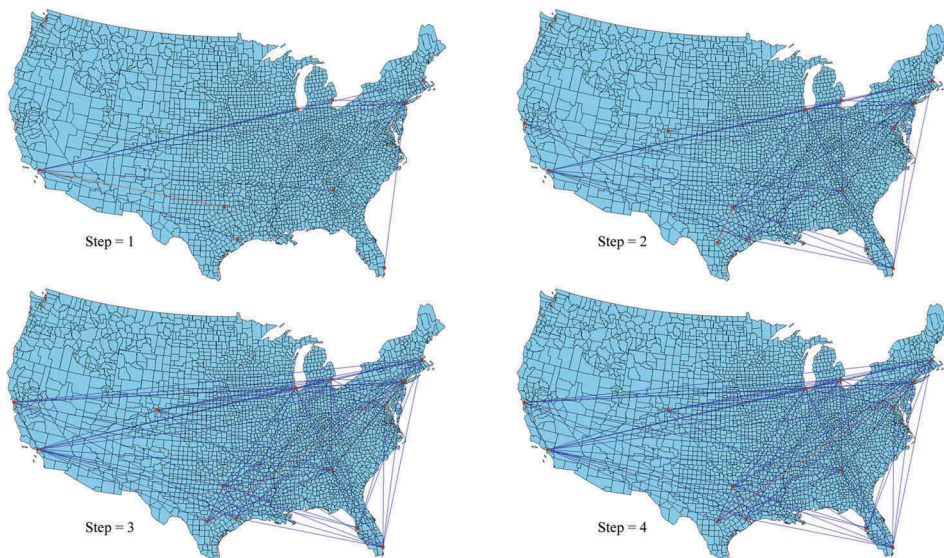 Step = 1
Step = 2
Step = 3
Step = 4